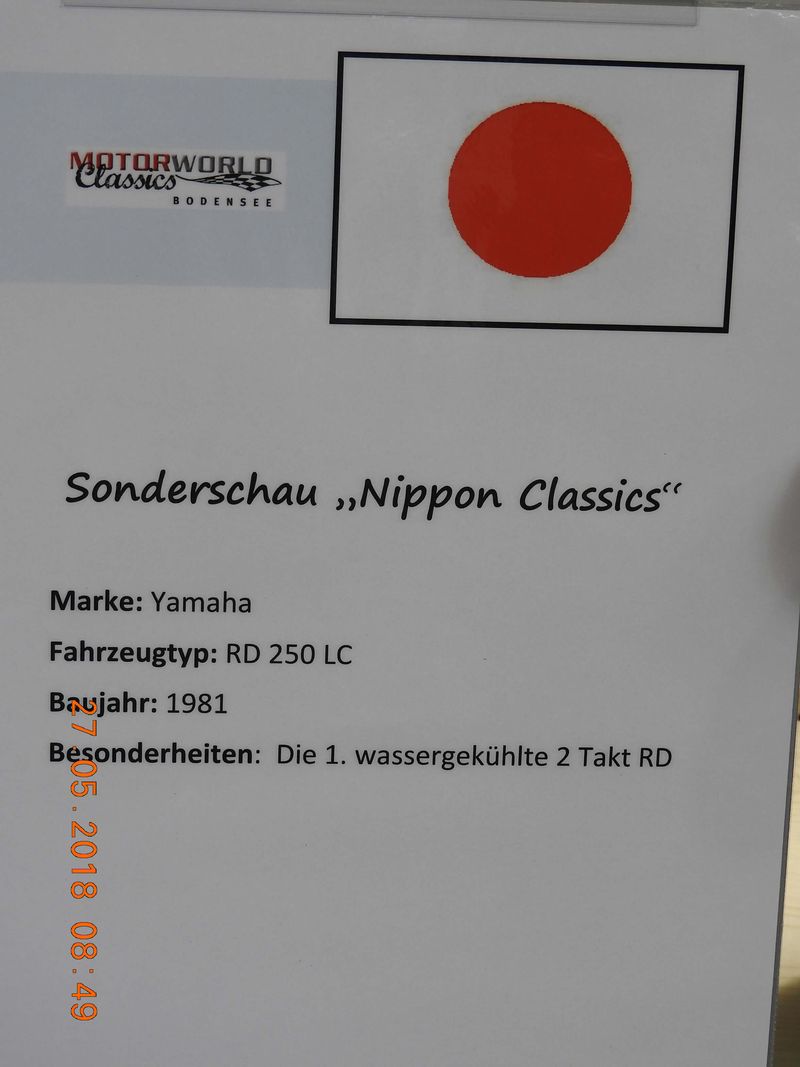 MOTORWORLD
Classics
BODENSEE
Sonderschau „Nippon Classics“
Marke: Yamaha
Fahrzeugtyp: RD 250 LC
Baujahr: 1981
Besonderheiten: Die 1. wassergekühlte 2 Takt RD
27.05.2018 08:49